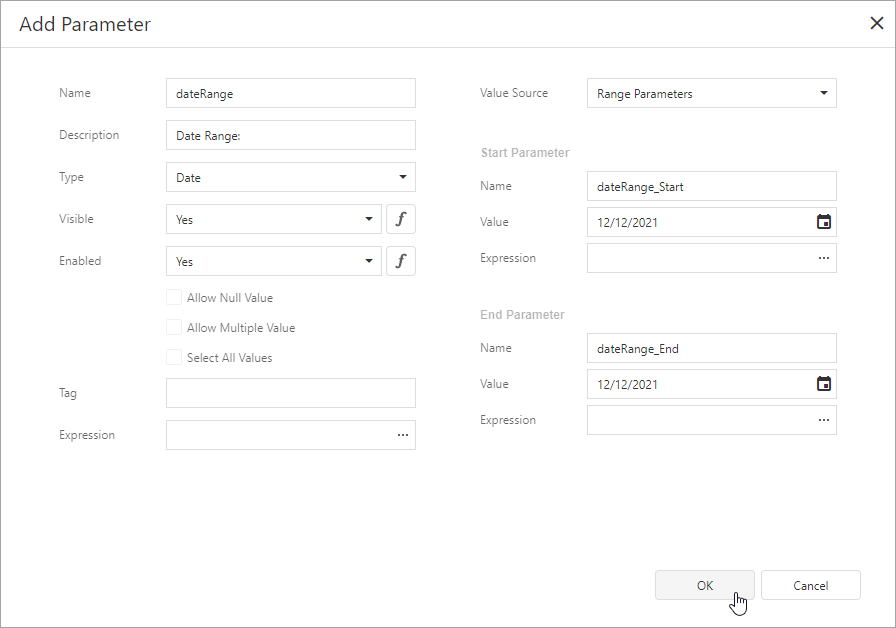 Add Parameter
Name
dateRange
Description
Date Range:
Type
Date
Visible
Yes
f
Enabled
Yes
f
Allow Null Value
Allow Multiple Value
Select All Values
Tag
Expression
...
Value Source
Range Parameters
Start Parameter
Name
dateRange_Start
Value
12/12/2021
Expression
...
End Parameter
Name
dateRange_End
Value
12/12/2021
Expression
...
OK
Cancel